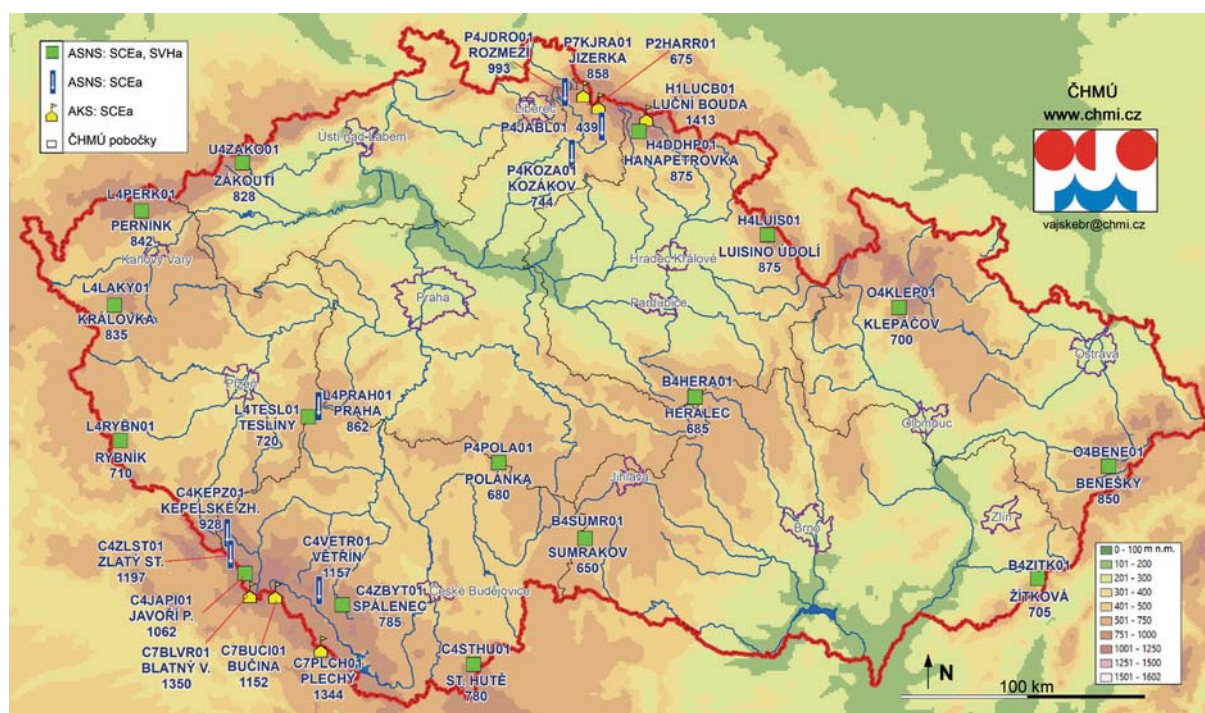 ASNS: SCEa, SVHa
ASNS: SCEa
AKS: SCEa
ČHMÚ pobočky
P4JDRO01
ROZMEZÍ
993
P7KJRA01
JIZERKA
858
P2HARR01
675
H1LUCB01
LUČNÍ BOUDA
1413
ČHMÚ
www.chmi.cz
vajskebr@chmi.cz
Liberec
P4JABL01
439
H4DDHP01
HANAPETROVKA
875
Ústí nad Labem
U4ZAKO01
ZÁKOUTÍ
828
P4KOZA01
KOZÁKOV
744
L4PERK01
PERNINK
842
Karlovy Vary
H4LUIS01
LUISINO ÚDOLÍ
875
Hradec Králové
L4LAKY01
KRÁLOVKA
835
Praha
Pardubice
O4KLEP01
KLEPÁČOV
700
Ostrava
Plzeň
L4TESL01
TESLÍNY
720
L4PRAH01
PRAHA
862
B4HERA01
HERALEC
685
Olomouc
L4RYBN01
RYBNÍK
710
P4POLA01
POLÁNKA
680
Jihlava
O4BENE01
BENEŠKY
850
C4KEPZ01
KEPELSKÉ ZH.
928
B4SUMR01
SUMRAKOV
650
Brno
Zlín
C4ZLST01
ZLATÝ ST.
1197
C4VETR01
VĚTŘÍN
1157
C4ZBYT01
SPÁLENEC
785
České Budějovice
B4ZITK01
ŽÍTKOVÁ
705
C4JAPI01
JAVOŘÍ P.
1062
C7BLVR01
BLATNÝ V.
1350
C7BUCI01
BUČINA
1152
C7PLCH01
PLECHÝ
1344
C4STHU01
ST. HUTĚ
780
0 - 100 m n.m.
101 - 200
201 - 300
301 - 400
401 - 500
501 - 750
751 - 1000
1001 - 1250
1251 - 1500
1501 - 1602
N
100 km